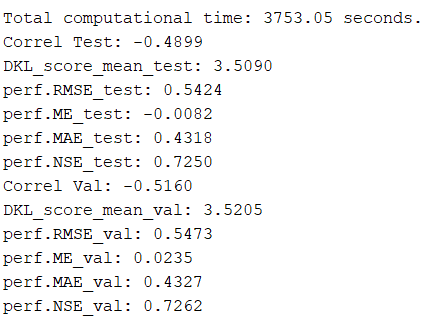 Total computational time: 3753.05 seconds.
Correl Test: -0.4899
DKL_score_mean_test: 3.5090
perf.RMSE_test: 0.5424
perf.ME_test: -0.0082
perf.MAE_test: 0.4318
perf.NSE_test: 0.7250
Correl Val: -0.5160
DKL_score_mean_val: 3.5205
perf.RMSE_val: 0.5473
perf.ME_val: 0.0235
perf.MAE_val: 0.4327
perf.NSE_val: 0.7262